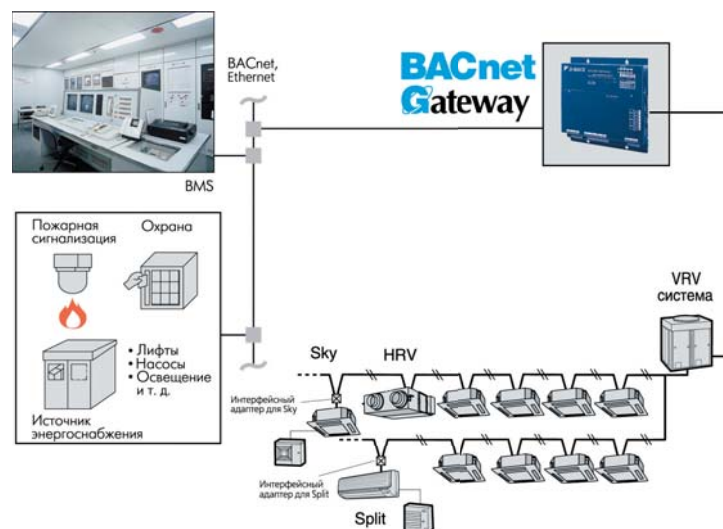 BACnet,
Ethernet
BACnet
Gateway
BMS
Пожарная
сигнализация
Охрана
• Лифты
• Насосы
• Освещение
и т. д.
Источник
энергоснабжения
VRV
система
Sky
HRV
Интерфейсный
адаптер для Sky
Интерфейсный
адаптер для Split
Split